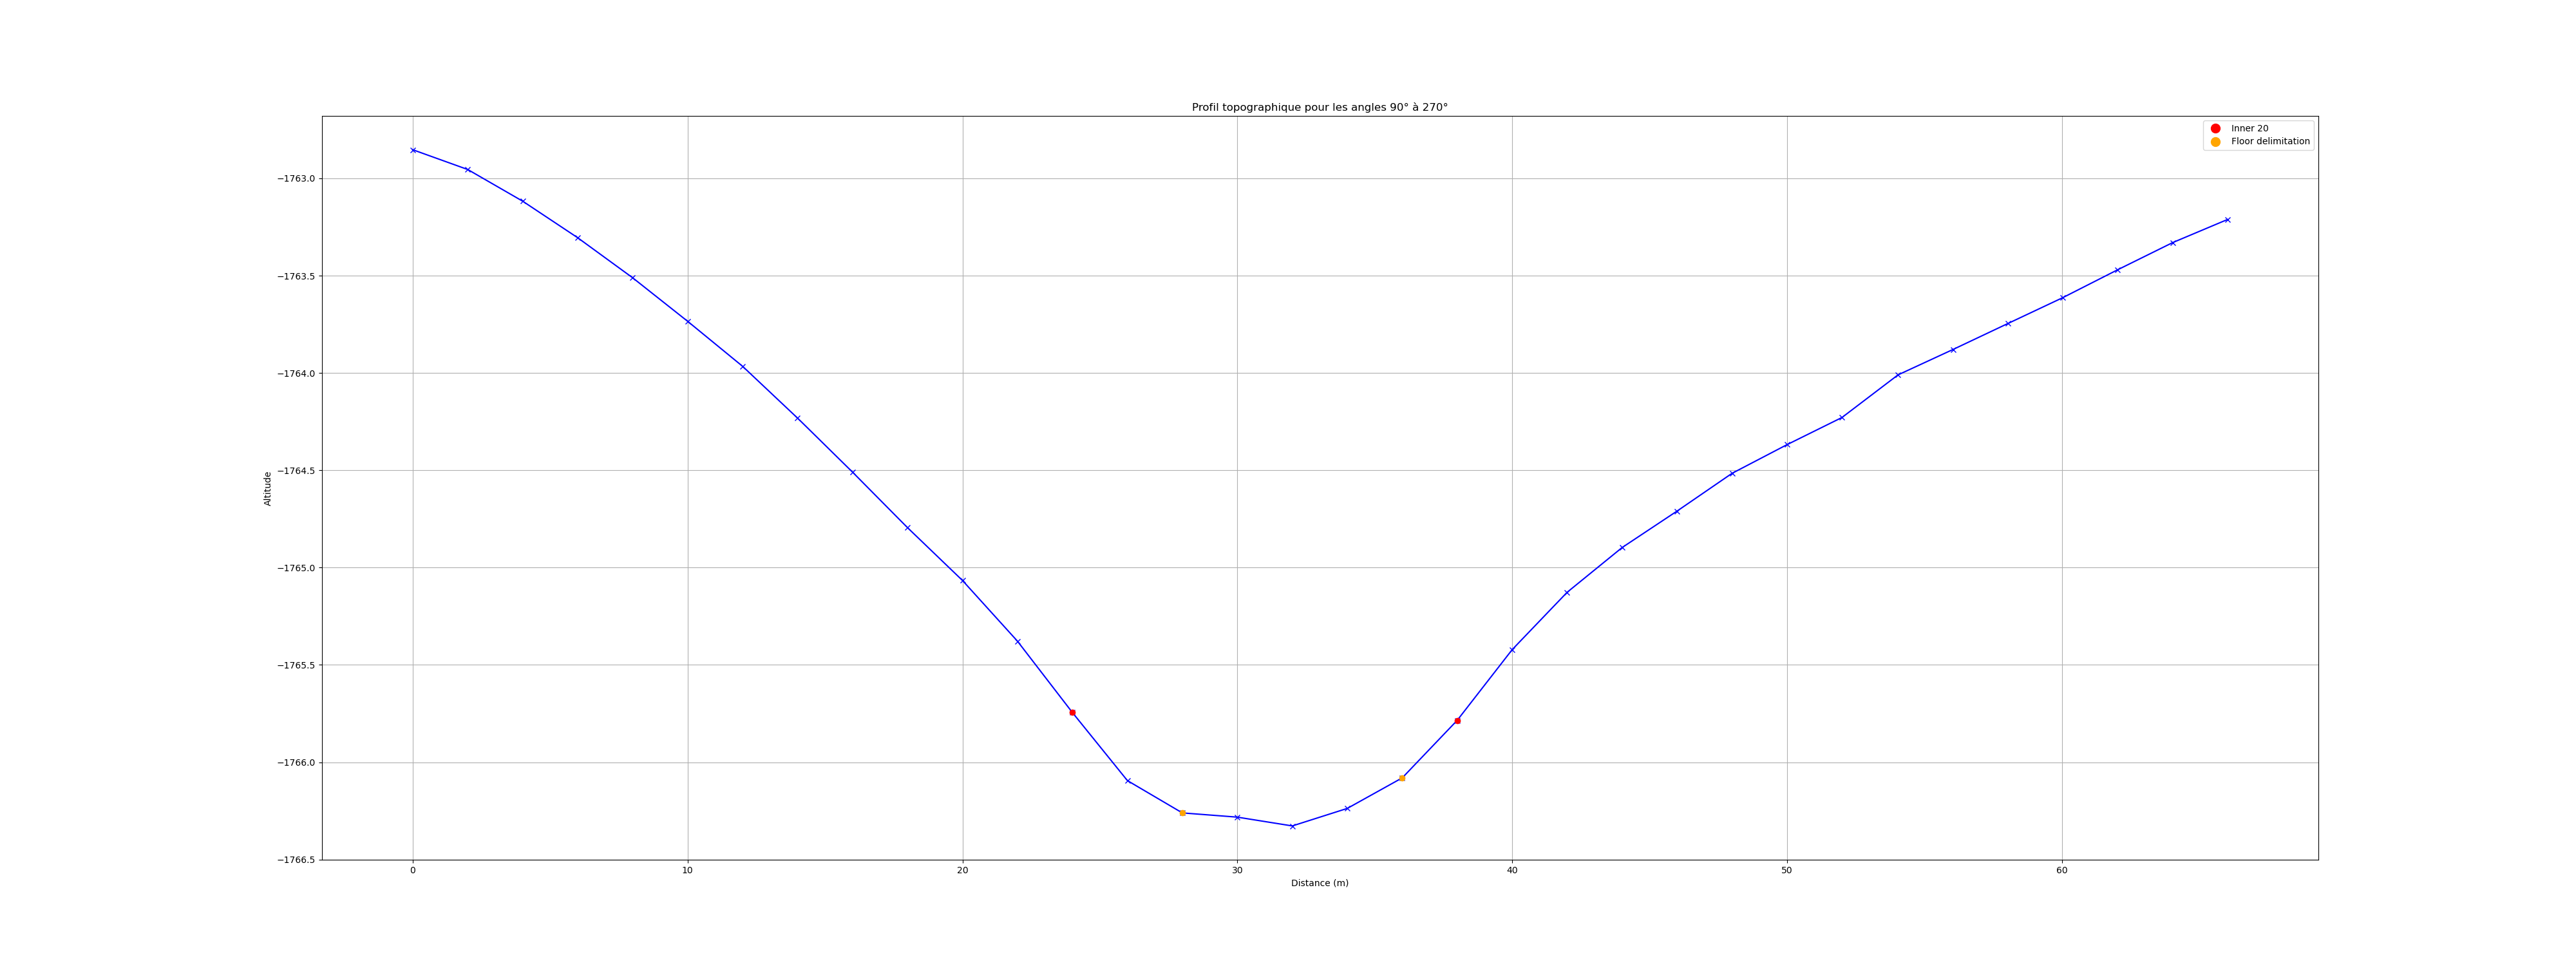 Profil topographique pour les angles 90° à 270°
Inner 20
Floor delimitation
−1763.0
−1763.5
−1764.0
−1764.5
−1765.0
−1765.5
−1766.0
−1766.5
Altitude
0 10 20 30 40 50 60
Distance (m)